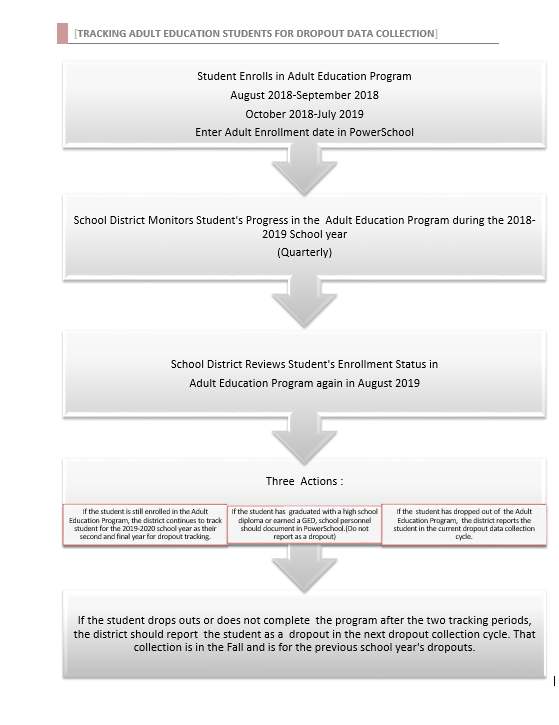 [TRACKING ADULT EDUCATION STUDENTS FOR DROPOUT DATA COLLECTION]
Student Enrolls in Adult Education Program
August 2018-September 2018
October 2018-July 2019
Enter Adult Enrollment date in PowerSchool
School District Monitors Student's Progress in the  Adult Education Program during the 2018-
2019 School year
(Quarterly)
School District Reviews Student's Enrollment Status in
Adult Education Program again in August 2019
Three  Actions :
If the student is still enrolled in the Adult
Education Program, the district continues to track
student for the 2019-2020 school year as their
second and final year for dropout tracking.
If the student has  graduated with a high school
diploma or earned a GED, school personnel
should document in PowerSchool.(Do not
report as a dropout)
If the  student has dropped out of  the Adult
Education Program,  the district reports the
student in the current dropout data collection
cycle.
If the student drops outs or does not complete  the program after the two tracking periods,
the district should report  the student as a  dropout in the next dropout collection cycle. That
collection is in the Fall and is for the previous school year's dropouts.